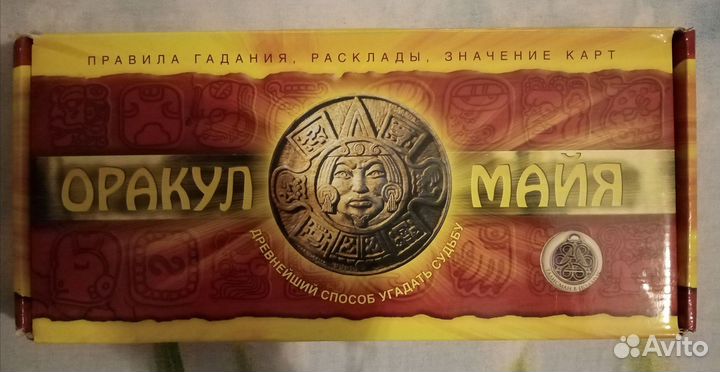 ПРАВИЛА ГАДАНИЯ, РАСКЛАДЫ, ЗНАЧЕНИЕ КАРТ
ОРАКУЛ МАЙЯ
ДРЕВНЕЙШИЙ СПОСОБ УГАДАТЬ СУДЬБУ
Avito